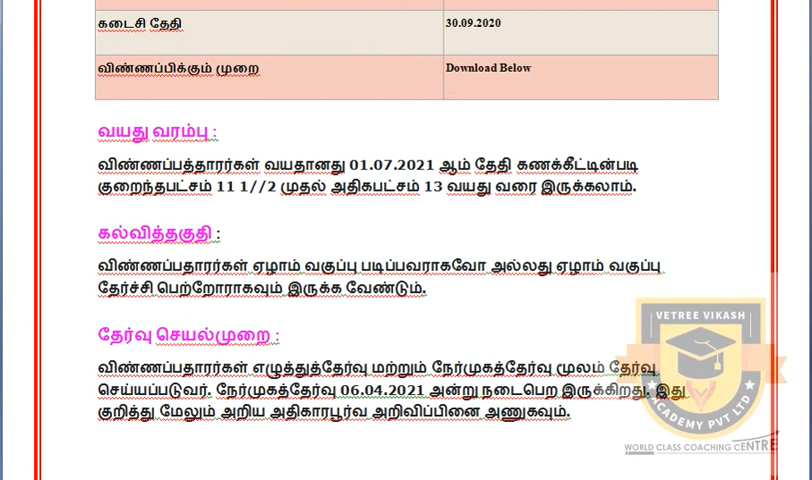 கடைசி தேதி 30.09.2020
விண்ணப்பிக்கும் முறை Download Below
வயது வரம்பு :
விண்ணப்பத்தாரர்கள் வயதானது 01.07.2021 ஆம் தேதி கணக்கீட்டின்படி
குறைந்தபட்சம் 11 1//2 முதல் அதிகபட்சம் 13 வயது வரை இருக்கலாம்.
கல்வித்தகுதி :
விண்ணப்பதாரர்கள் ஏழாம் வகுப்பு படிப்பவராகவோ அல்லது ஏழாம் வகுப்பு
தேர்ச்சி பெற்றோராகவும் இருக்க வேண்டும்.
தேர்வு செயல்முறை :
விண்ணப்பதாரர்கள் எழுத்துத்தேர்வு மற்றும் நேர்முகத்தேர்வு மூலம் தேர்வு
செய்யப்படுவர். நேர்முகத்தேர்வு 06.04.2021 அன்று நடைபெற இருக்கிறது. இது
குறித்து மேலும் அறிய அதிகாரபூர்வ அறிவிப்பினை அணுகவும்.
VETREE VIKASH
ACADEMY PVT LTD
WORLD CLASS COACHING CENTRE